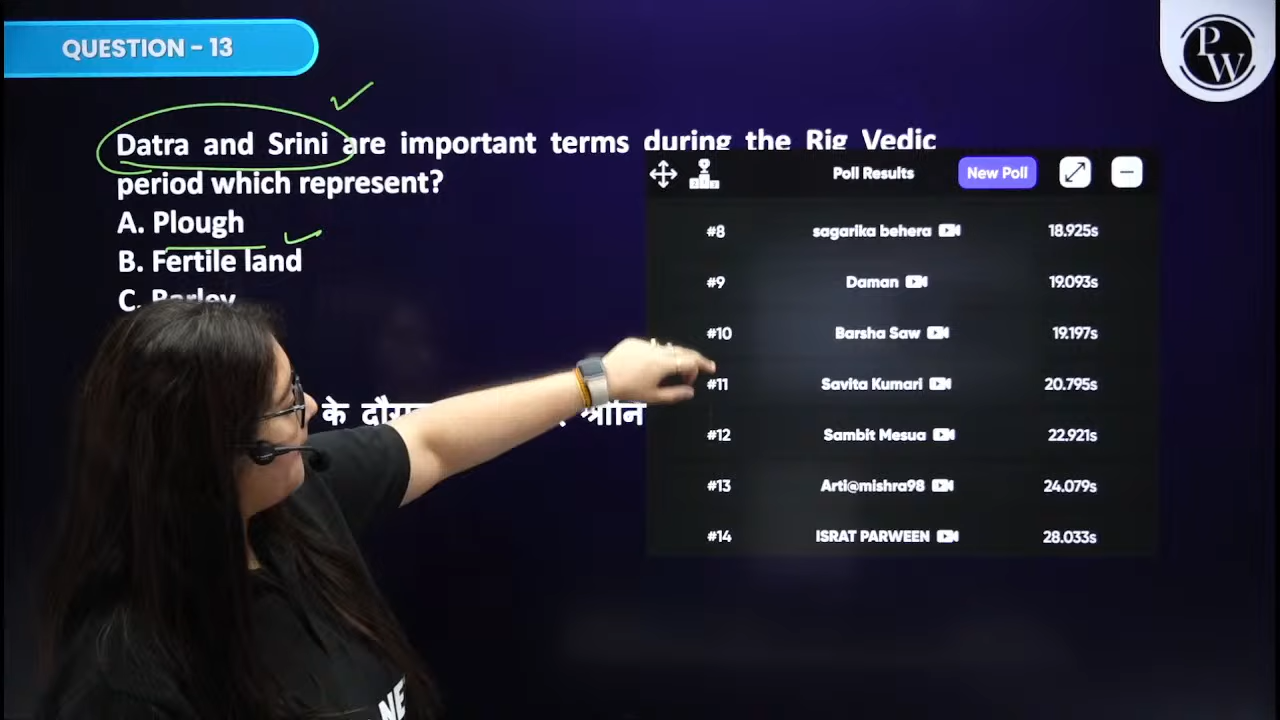 QUESTION - 13
PW
Datra and Srini are important terms during the Rig Vedic
period which represent?
A. Plough
B. Fertile land
C. Barley
के
Poll Results
New Poll
#8 sagarika behera 18.925s
#9 Daman 19.093s
#10 Barsha Saw 19.197s
#11 Savita Kumari 20.795s
#12 Sambit Mesua 22.921s
#13 Arti@mishra98 24.079s
#14 ISRAT PARWEEN 28.033s